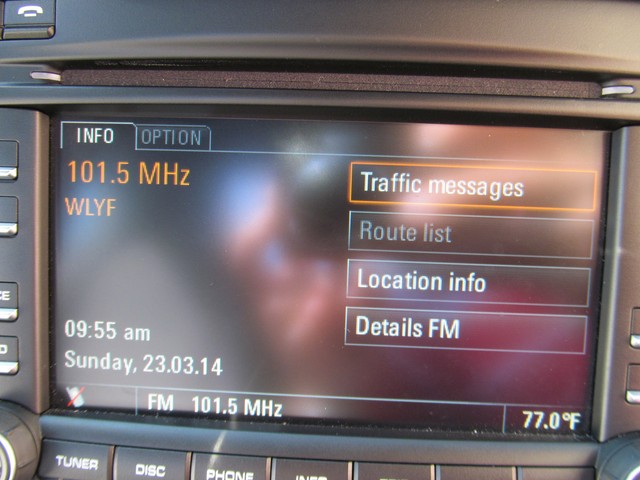 INFO OPTION
101.5 MHz
WLYF
Traffic messages
Route list
Location info
Details FM
09:55 am
Sunday, 23.03.14
FM 101.5 MHz
77.0°F
TUNER DISC PHONE